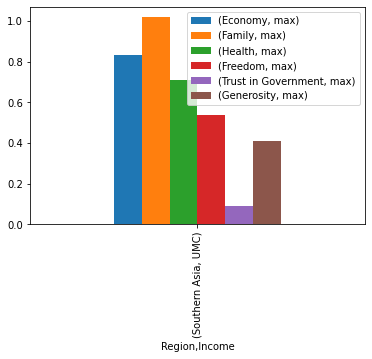 1.0
0.8
0.6
0.4
0.2
0.0
(Economy, max)
(Family, max)
(Health, max)
(Freedom, max)
(Trust in Government, max)
(Generosity, max)
(Southern Asia, UMC)
Region,Income